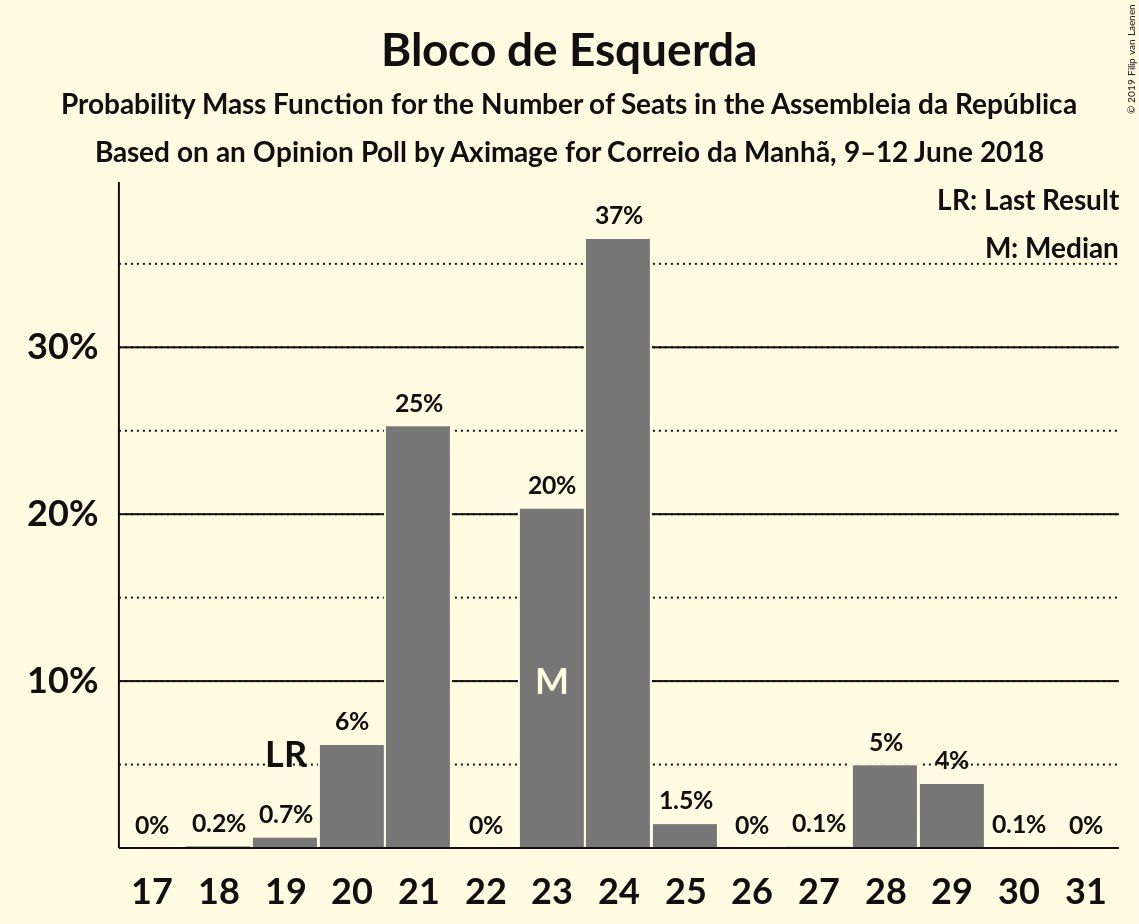 Bloco de Esquerda
Probability Mass Function for the Number of Seats in the Assembleia da República
Based on an Opinion Poll by Aximage for Correio da Manhã, 9–12 June 2018
© 2019 Filip van Laenen
LR: Last Result
M: Median
37%
30%
25%
20%
20%
10%
M
6%
LR
5%
4%
1.5%
0% 0.2% 0.7% 0% 0% 0.1% 0.1% 0%
17 18 19 20 21 22 23 24 25 26 27 28 29 30 31